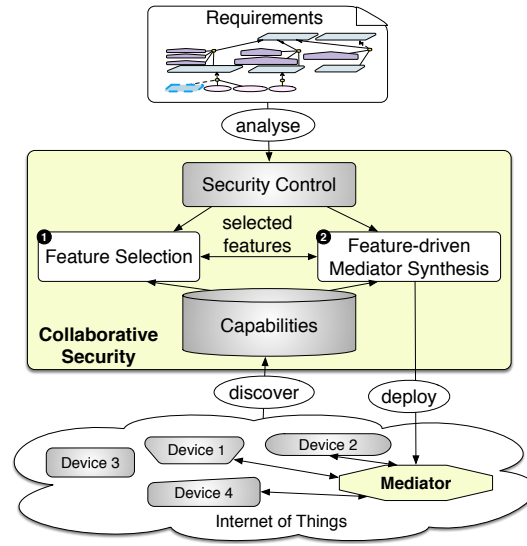 Requirements
analyse
Security Control
1
Feature Selection
selected
features
2
Feature-driven
Mediator Synthesis
Capabilities
Collaborative
Security
discover
deploy
Device 1
Device 2
Device 3
Mediator
Device 4
Internet of Things